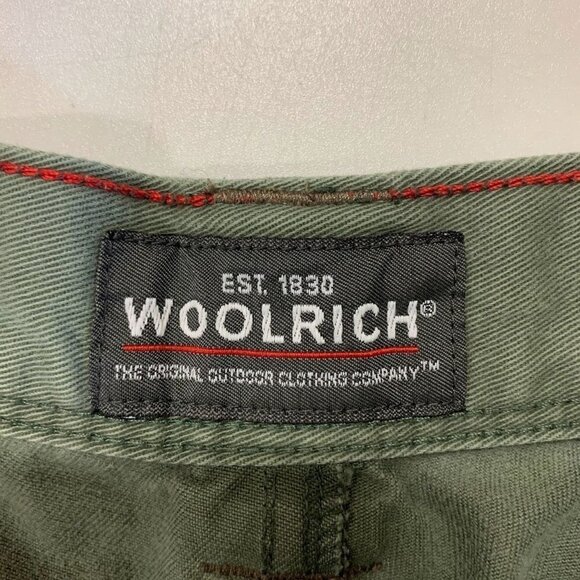 EST. 1830
WOOLRICH®
THE ORIGINAL OUTDOOR CLOTHING COMPANY™